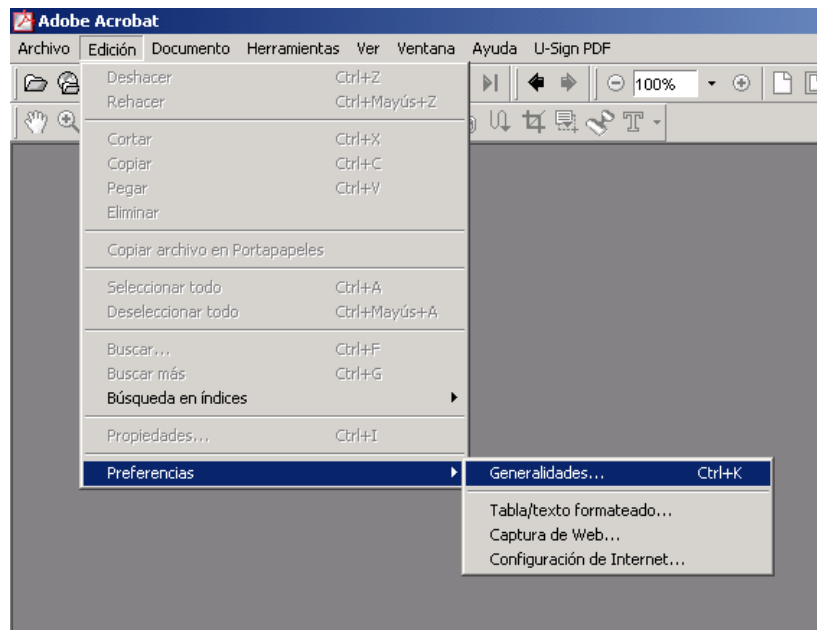 Adobe Acrobat
Archivo Edición Documento Herramientas Ver Ventana Ayuda U-Sign PDF
100%
Deshacer Ctrl+Z
Rehacer Ctrl+Mayús+Z
Cortar Ctrl+X
Copiar Ctrl+C
Pegar Ctrl+V
Eliminar
Copiar archivo en Portapapeles
Seleccionar todo Ctrl+A
Deseleccionar todo Ctrl+Mayús+A
Buscar... Ctrl+F
Buscar más Ctrl+G
Búsqueda en índices
Propiedades... Ctrl+I
Preferencias
Generalidades... Ctrl+K
Tabla/texto formateado...
Captura de Web...
Configuración de Internet...